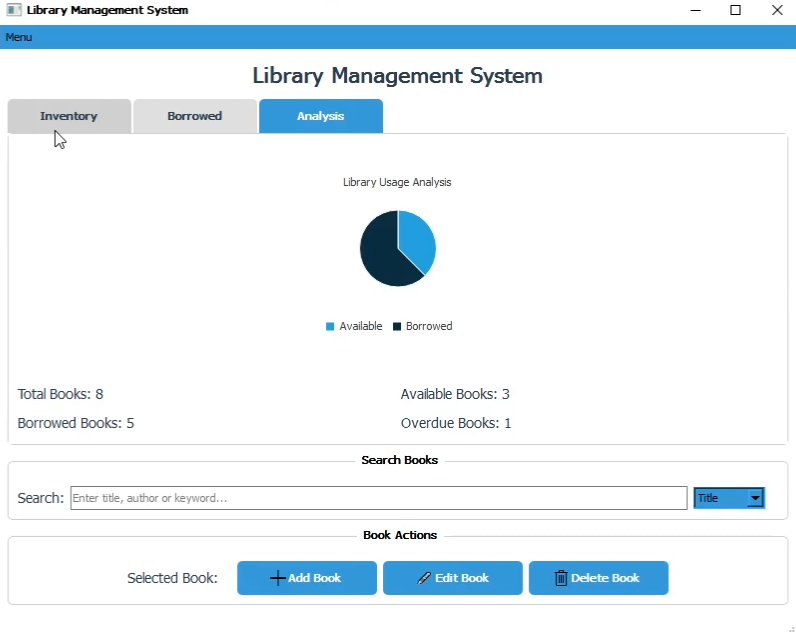 Library Management System
Menu
Library Management System
Inventory Borrowed Analysis
Library Usage Analysis
Available Borrowed
Total Books: 8 Available Books: 3
Borrowed Books: 5 Overdue Books: 1
Search Books
Search: Enter title, author or keyword... Title
Book Actions
Selected Book: Add Book Edit Book Delete Book